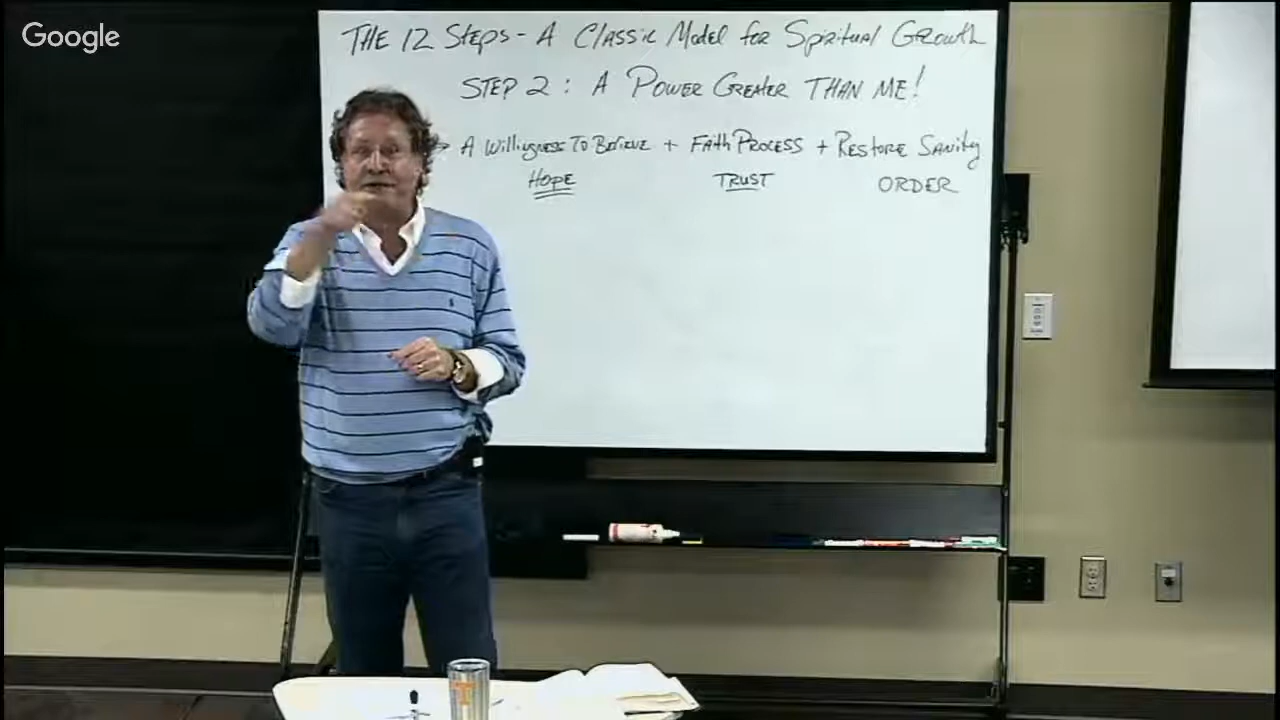 Google
THE 12 STEPS - A CLASSIC MODEL for SPIRITUAL GROWTH
STEP 2: A POWER GREATER THAN ME!
A WILLINGNESS TO BELIEVE + FAITH PROCESS + RESTORE SANITY
HOPE TRUST ORDER
T